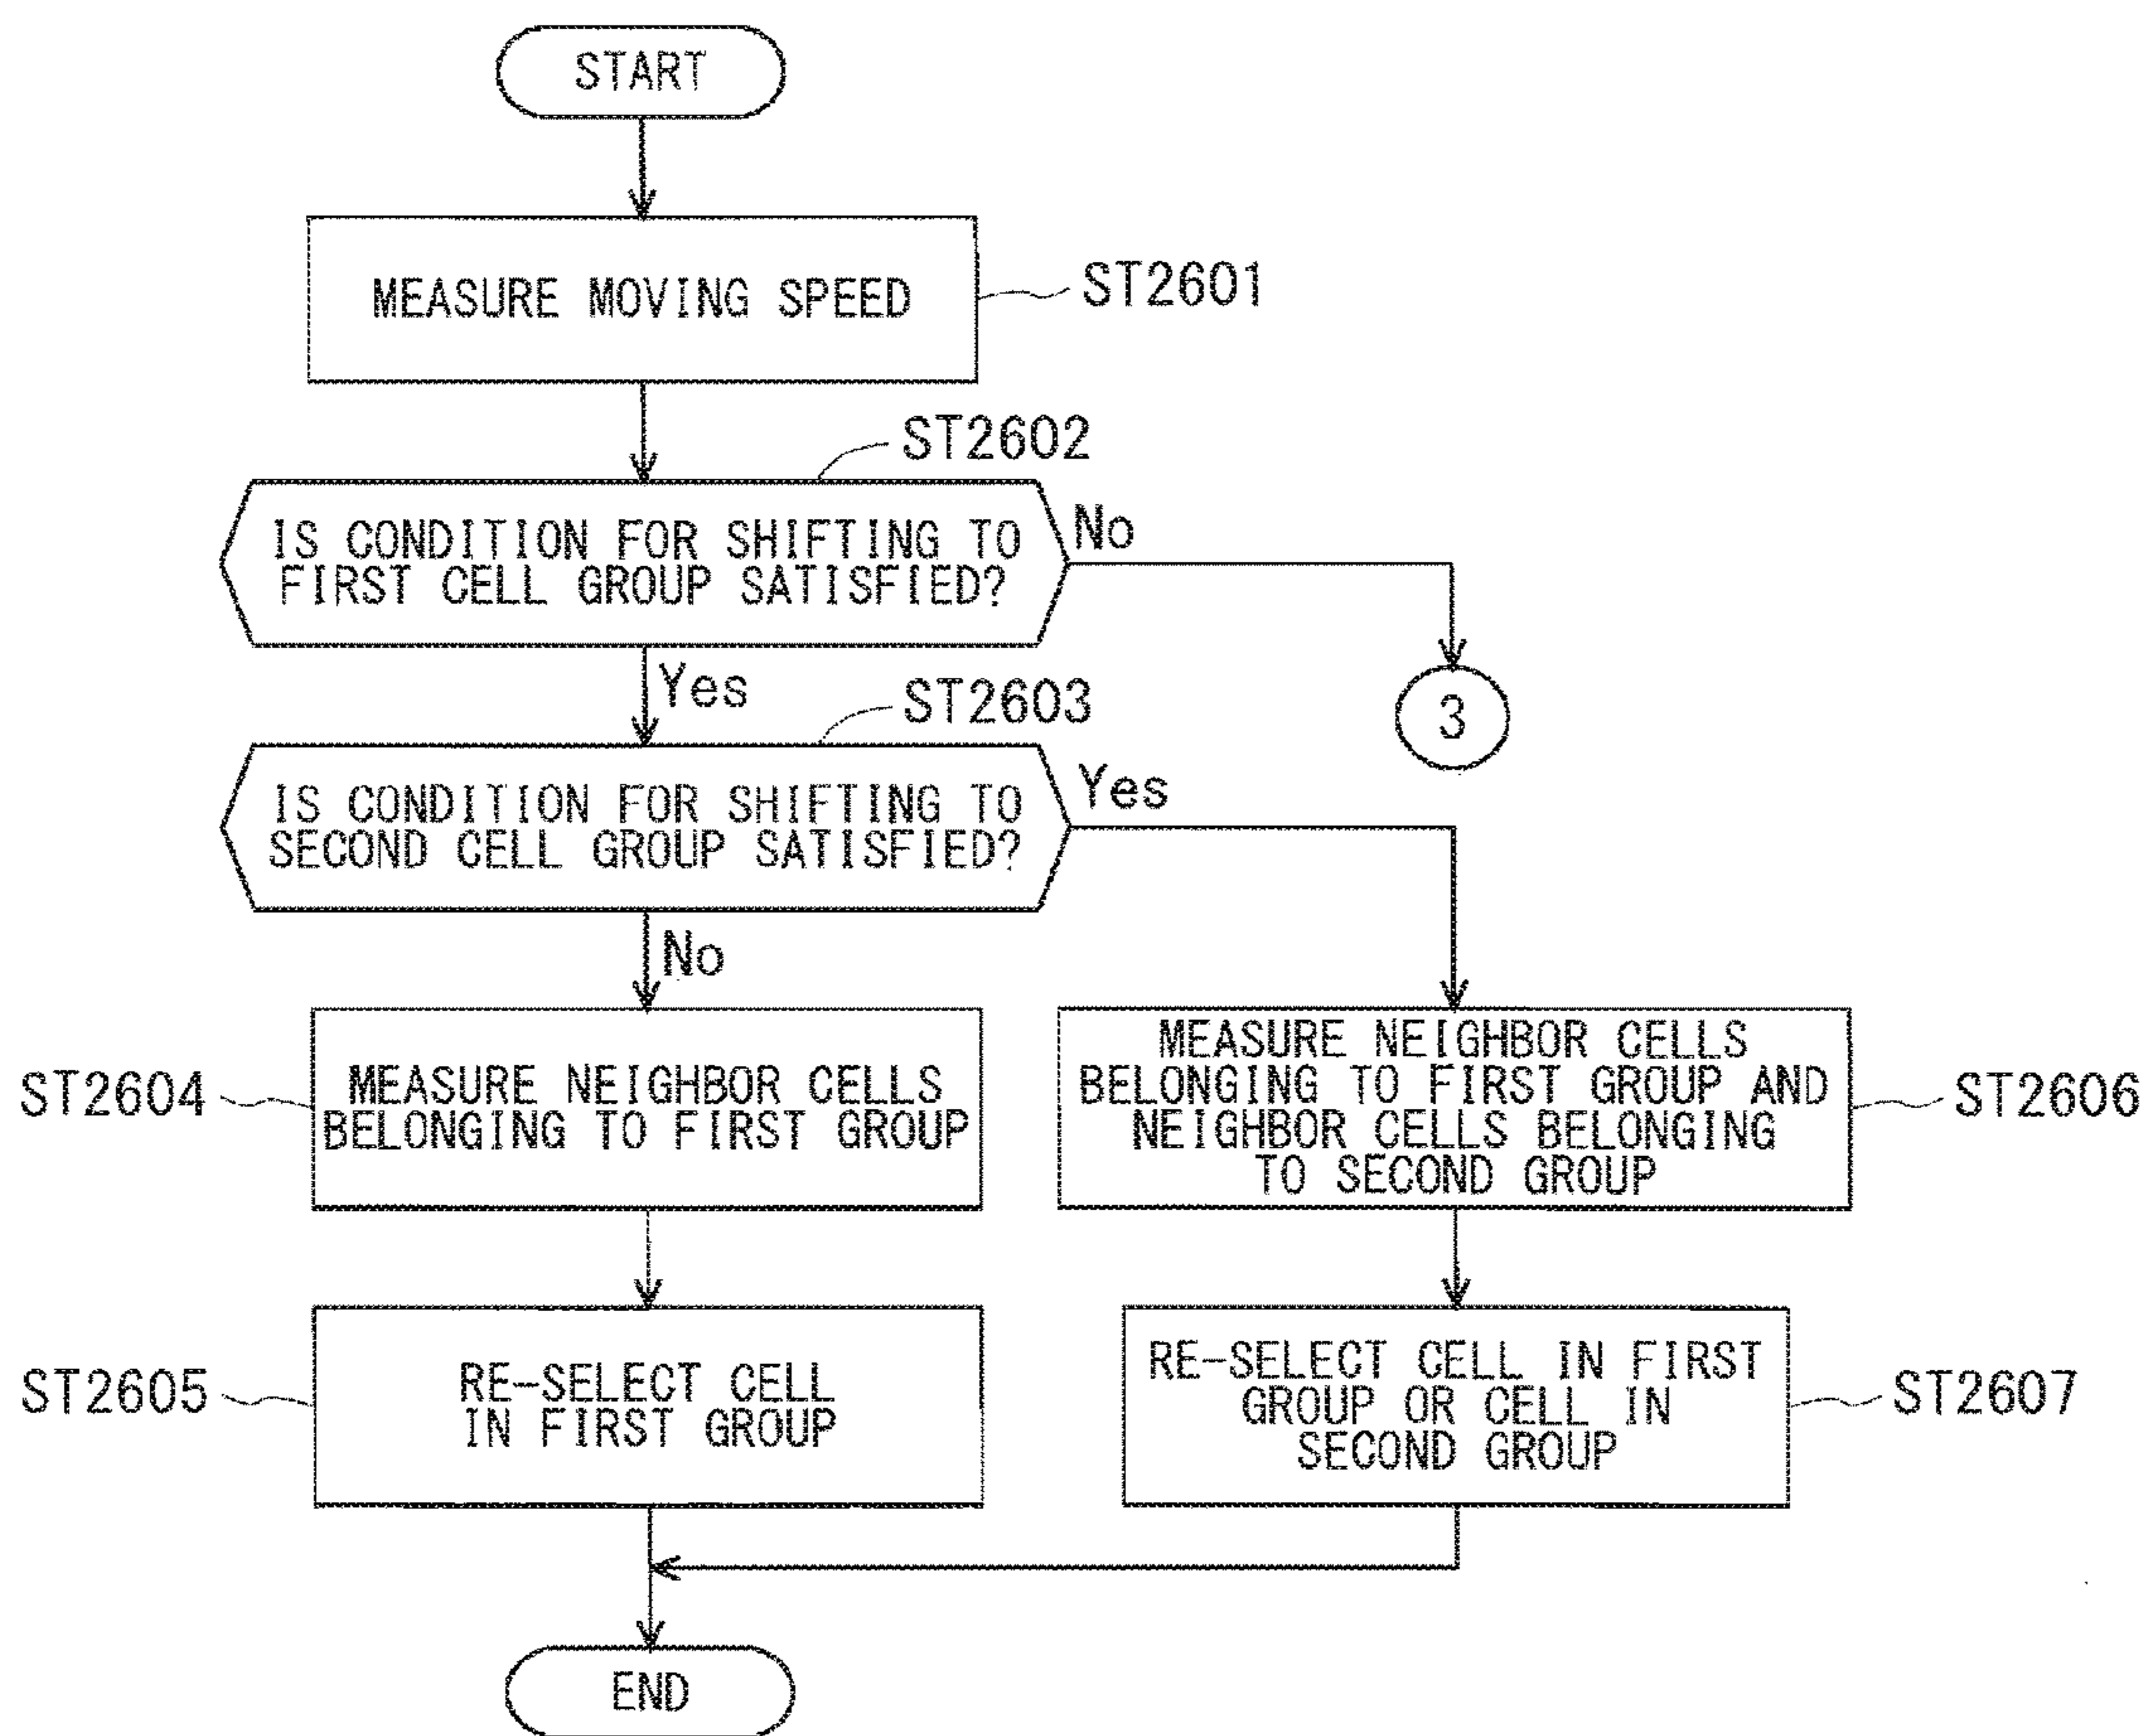 START
MEASURE MOVING SPEED
ST2601
ST2602
IS CONDITION FOR SHIFTING TO
FIRST CELL GROUP SATISFIED?
No
Yes
3
ST2603
IS CONDITION FOR SHIFTING TO
SECOND CELL GROUP SATISFIED?
Yes
No
ST2604
MEASURE NEIGHBOR CELLS
BELONGING TO FIRST GROUP
MEASURE NEIGHBOR CELLS
BELONGING TO FIRST GROUP AND
NEIGHBOR CELLS BELONGING
TO SECOND GROUP
ST2606
ST2605
RE-SELECT CELL
IN FIRST GROUP
RE-SELECT CELL IN FIRST
GROUP OR CELL IN
SECOND GROUP
ST2607
END